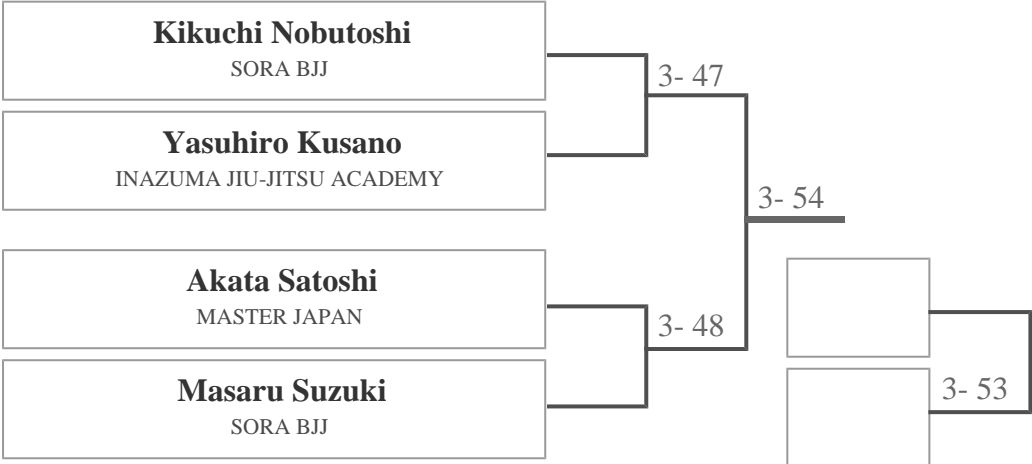 Kikuchi Nobutoshi
SORA BJJ
3- 47
Yasuhiro Kusano
INAZUMA JIU-JITSU ACADEMY
3- 54
Akata Satoshi
MASTER JAPAN
3- 48
Masaru Suzuki
SORA BJJ
3- 53